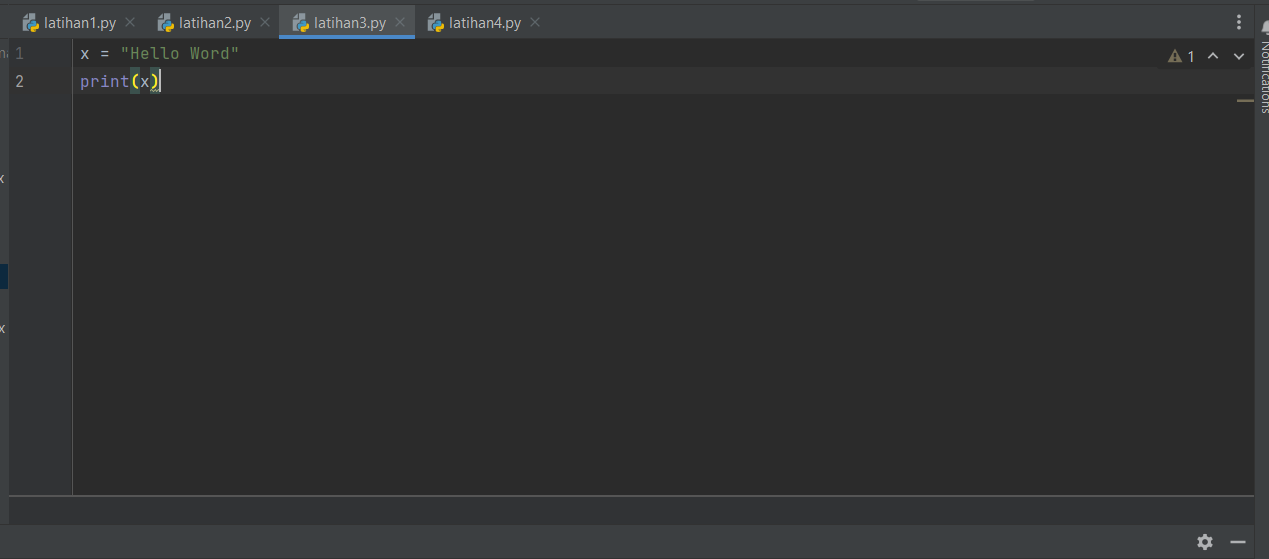 latihan1.py latihan2.py latihan3.py latihan4.py
1 x = "Hello Word" 1
2 print(x)
Notifications
x
x